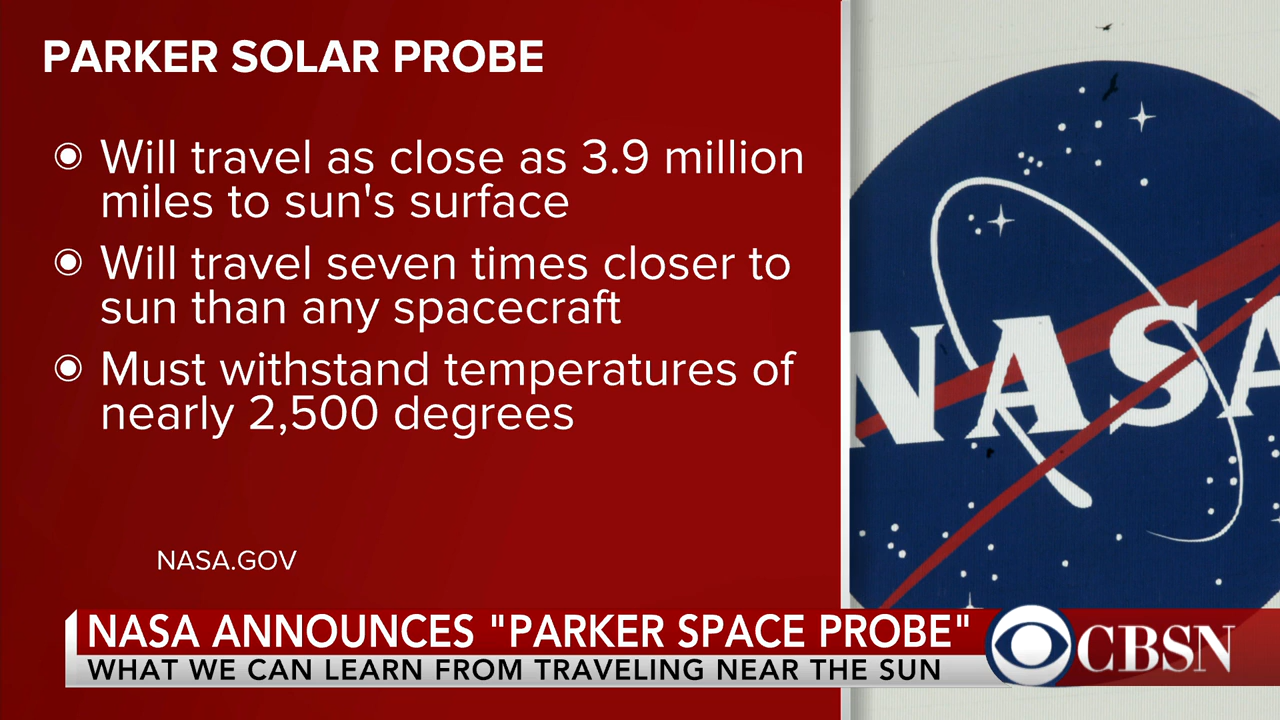 PARKER SOLAR PROBE
Will travel as close as 3.9 million
miles to sun's surface
Will travel seven times closer to
sun than any spacecraft
Must withstand temperatures of
nearly 2,500 degrees
NASA.GOV
NASA
NASA ANNOUNCES "PARKER SPACE PROBE"
WHAT WE CAN LEARN FROM TRAVELING NEAR THE SUN
CBSN